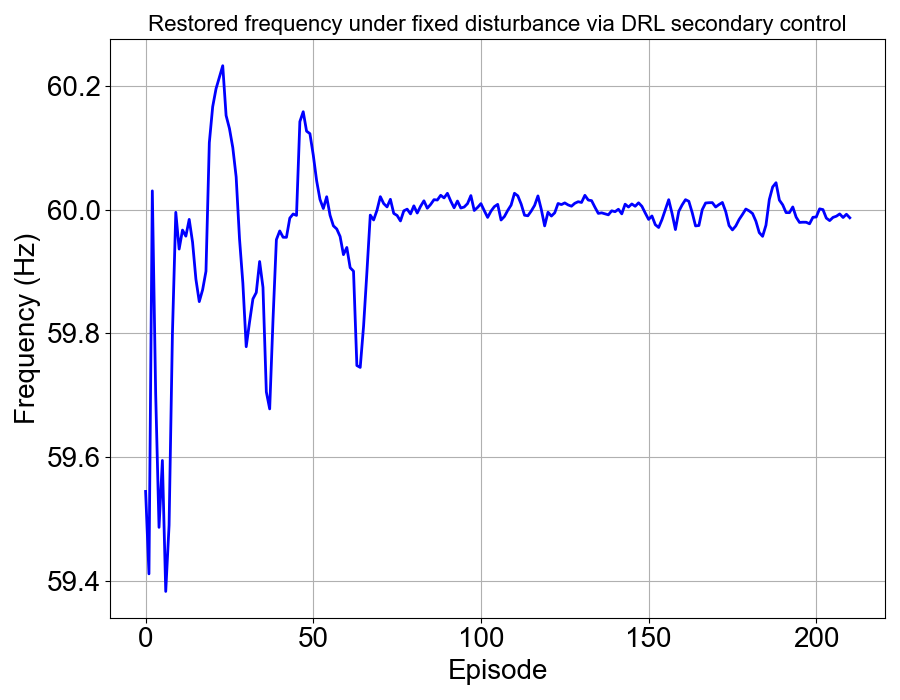 Restored frequency under fixed disturbance via DRL secondary control
Frequency (Hz)
60.2
60.0
59.8
59.6
59.4
0 50 100 150 200
Episode